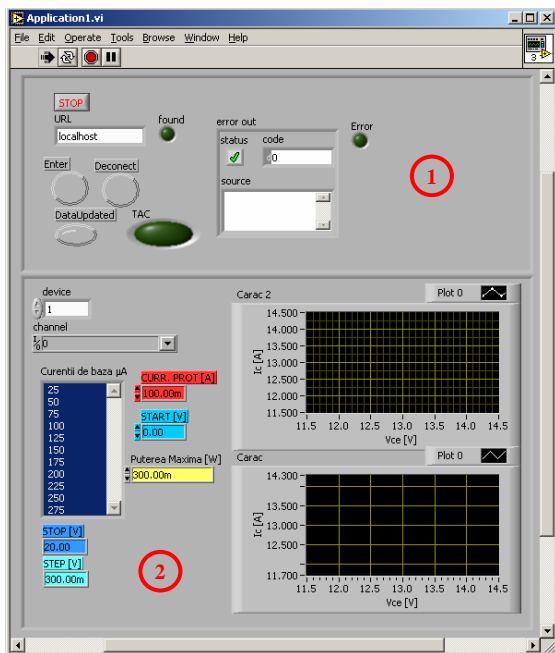 Application1.vi
File Edit Operate Tools Browse Window Help
3
STOP
URL
localhost
found
Enter
Deconect
DataUpdated
TAC
error out
status
code
0
source
Error
1
device
1
channel
0
Curentii de baza µA
25
50
75
100
125
150
175
200
225
250
275
CURR. PROT [A]
100.00m
START [V]
0.00
Puterea Maxima [W]
300.00m
STOP [V]
20.00
STEP [V]
300.00m
2
Carac 2
Plot 0
14.500
14.000
13.500
13.000
12.500
12.000
11.500
Ic [A]
11.5 12.0 12.5 13.0 13.5 14.0 14.5
Vce [V]
Carac
Plot 0
14.300
13.500
13.000
12.500
11.700
Ic [A]
11.5 12.0 12.5 13.0 13.5 14.0 14.5
Vce [V]